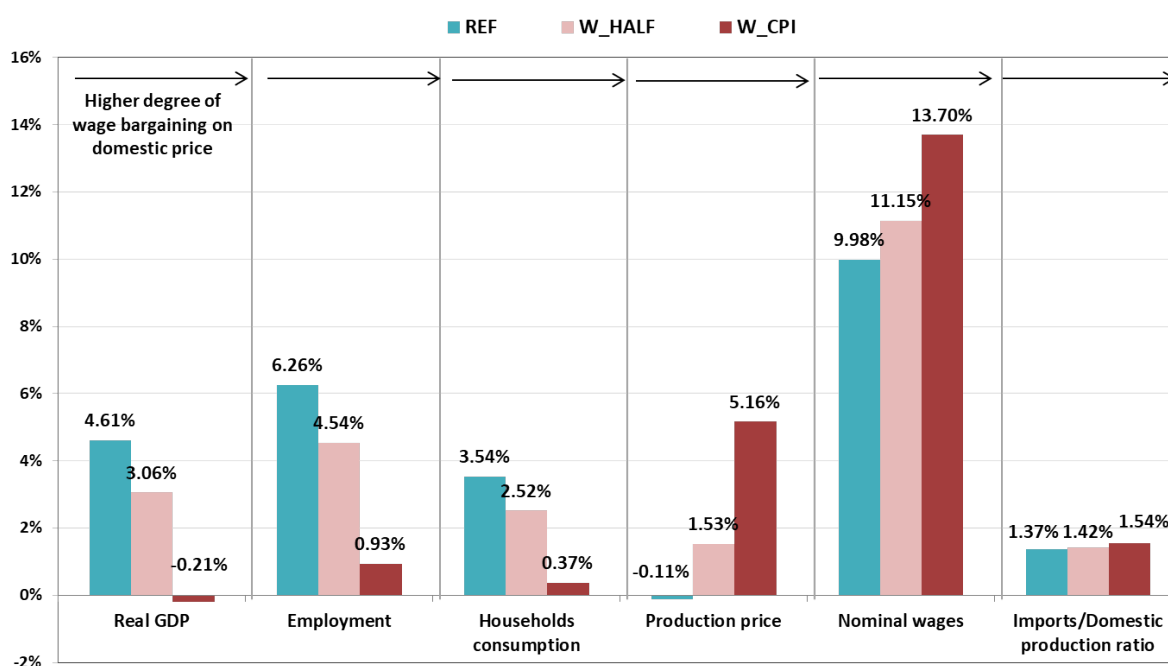 REF W_HALF W_CPI
16%
14%
12%
10%
8%
6%
4%
2%
0%
-2%
Higher degree of
wage bargaining on
domestic price
4.61%
3.06%
-0.21%
6.26%
4.54%
0.93%
3.54%
2.52%
0.37%
-0.11%
1.53%
5.16%
9.98%
11.15%
13.70%
1.37%
1.42%
1.54%
Real GDP
Employment
Households
consumption
Production price
Nominal wages
Imports/Domestic
production ratio